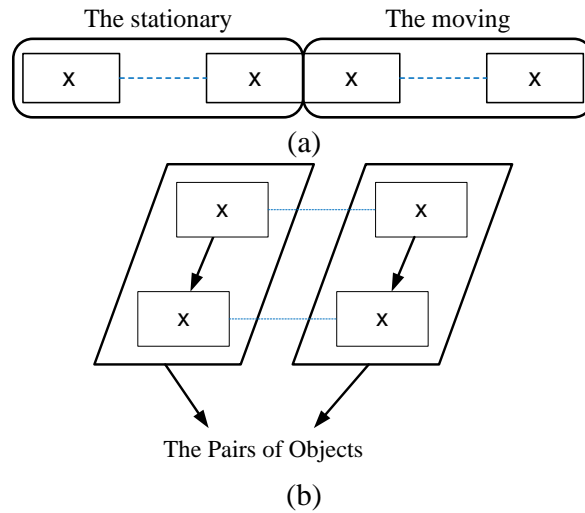 The stationary The moving
x x x x
(a)
x x
x x
The Pairs of Objects
(b)